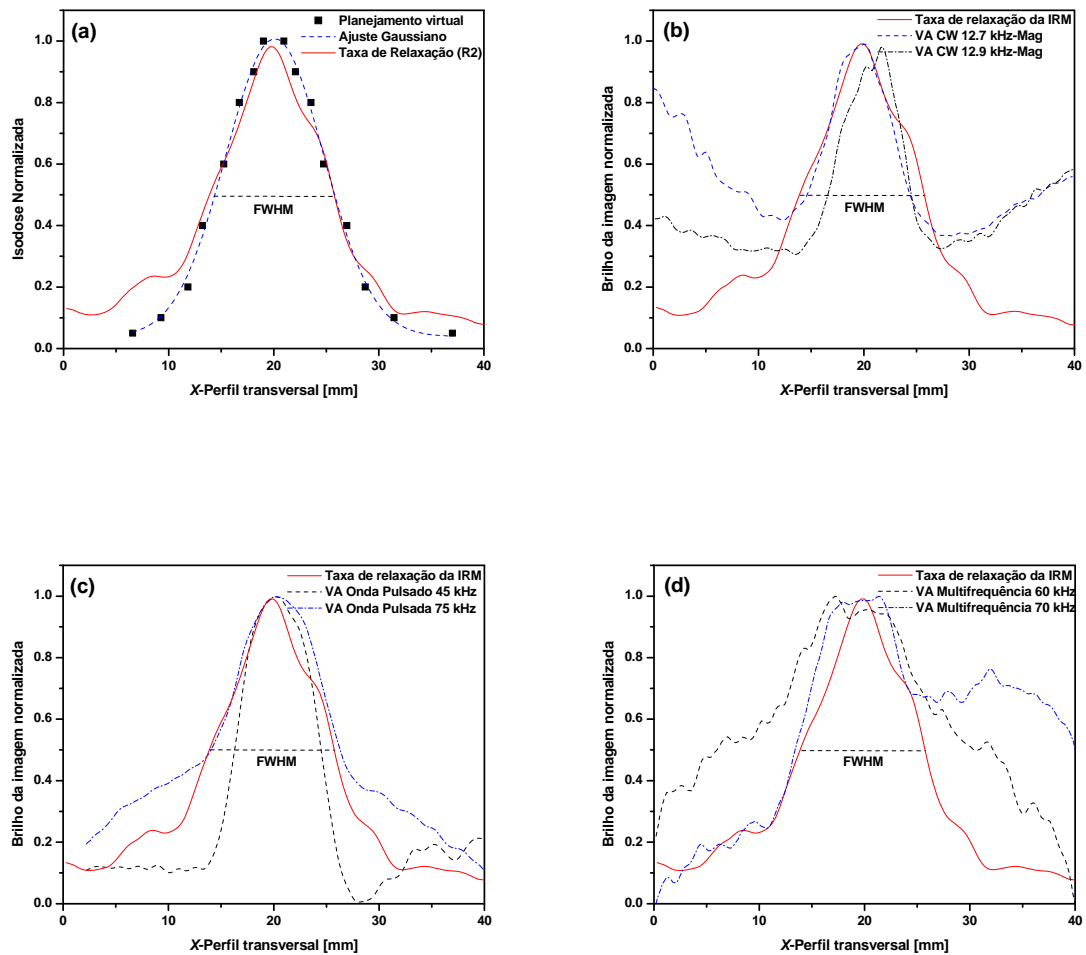 (a)
Planejamento virtual
Ajuste Gaussiano
Taxa de Relaxação (R2)
1.0
0.8
0.6
0.4
0.2
0.0
Isodose Normalizada
FWHM
0 10 20 30 40
X-Perfil transversal [mm]
(b)
Taxa de relaxação da IRM
VA CW 12.7 kHz-Mag
VA CW 12.9 kHz-Mag
1.0
0.8
0.6
0.4
0.2
0.0
Brilho da imagem normalizada
FWHM
0 10 20 30 40
X-Perfil transversal [mm]
(c)
Taxa de relaxação da IRM
VA Onda Pulsado 45 kHz
VA Onda Pulsada 75 kHz
1.0
0.8
0.6
0.4
0.2
0.0
Brilho da imagem normalizada
FWHM
0 10 20 30 40
X-Perfil transversal [mm]
(d)
Taxa de relaxação da IRM
VA Multifrequência 60 kHz
VA Multifrequência 70 kHz
1.0
0.8
0.6
0.4
0.2
0.0
Brilho da imagem normalizada
FWHM
0 10 20 30 40
X-Perfil transversal [mm]